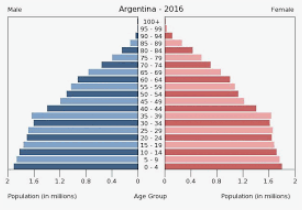 Male
Argentina - 2016
Female
100+
95 - 99
90 - 94
85 - 89
80 - 84
75 - 79
70 - 74
65 - 69
60 - 64
55 - 59
50 - 54
45 - 49
40 - 44
35 - 39
30 - 34
25 - 29
20 - 24
15 - 19
10 - 14
5 - 9
0 - 4
2 1.6 1.2 0.8 0.4 0 0 0.4 0.8 1.2 1.6 2
Population (in millions) Age Group Population (in millions)